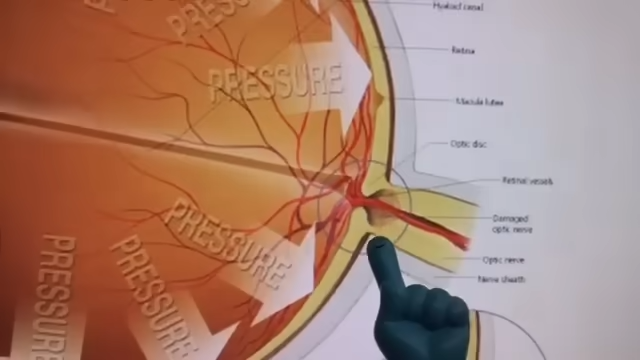 PRESSURE
Hyaloid canal
Retina
PRESSURE
Macula lutea
Optic disc
Retinal vessels
PRESSURE
Damaged
optic nerve
PRESSURE
PRESSURE
Optic nerve
Nerve sheath